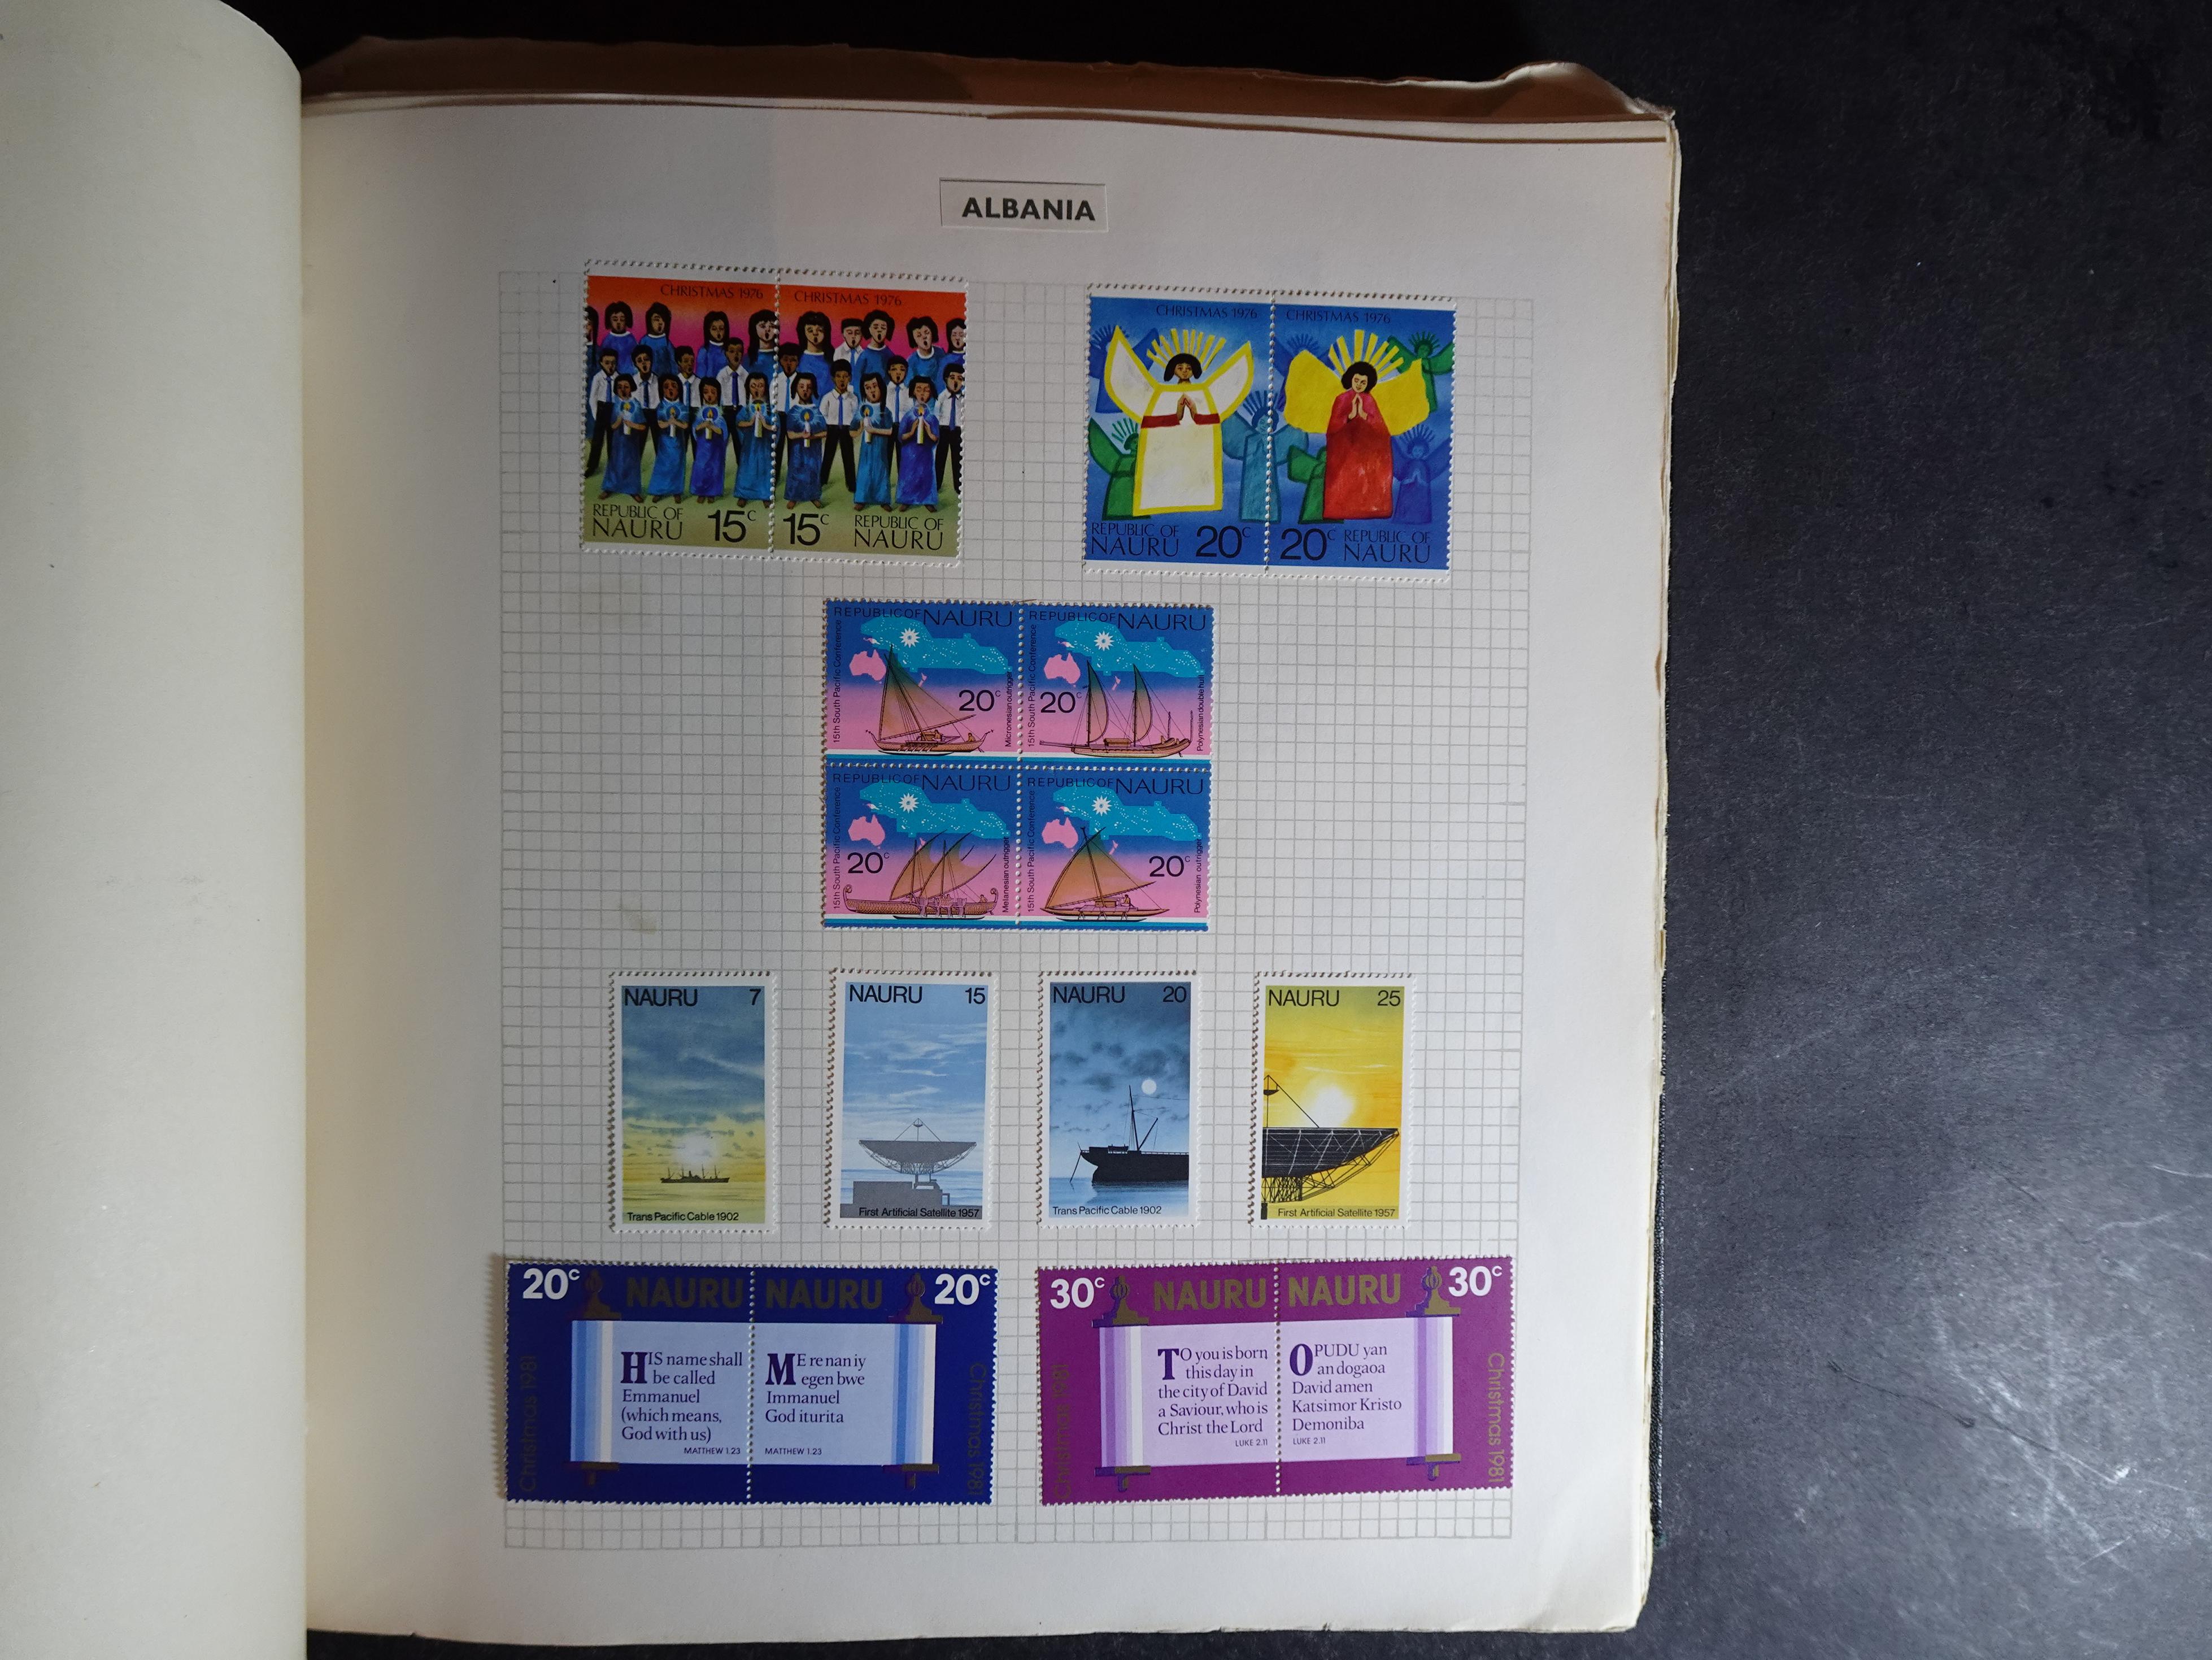 ALBANIA
CHRISTMAS 1976
CHRISTMAS 1976
REPUBLIC OF
NAURU 15c
15c REPUBLIC OF
NAURU
CHRISTMAS 1976
CHRISTMAS 1976
REPUBLIC OF
NAURU 20c
20c REPUBLIC OF
NAURU
REPUBLIC OF NAURU
15th South Pacific Conference
20c
Micronesian outrigger
REPUBLIC OF NAURU
15th South Pacific Conference
20c
Polynesian double hull
REPUBLIC OF NAURU
15th South Pacific Conference
20c
Melanesian outrigger
REPUBLIC OF NAURU
15th South Pacific Conference
20c
Polynesian outrigger
NAURU 7
Trans Pacific Cable 1902
NAURU 15
First Artificial Satellite 1957
NAURU 20
Trans Pacific Cable 1902
NAURU 25
First Artificial Satellite 1957
20c NAURU
Christmas 1981
HIS name shall
be called
Emmanuel
(which means,
God with us)
MATTHEW 1.23
NAURU 20c
ME re nan iy
egen bwe
Immanuel
God iturita
MATTHEW 1.23
Christmas 1981
30c NAURU
Christmas 1981
TO you is born
this day in
the city of David
a Saviour, who is
Christ the Lord
LUKE 2.11
NAURU 30c
OPUDU yan
an dogaoa
David amen
Katsimor Kristo
Demoniba
LUKE 2.11
Christmas 1981